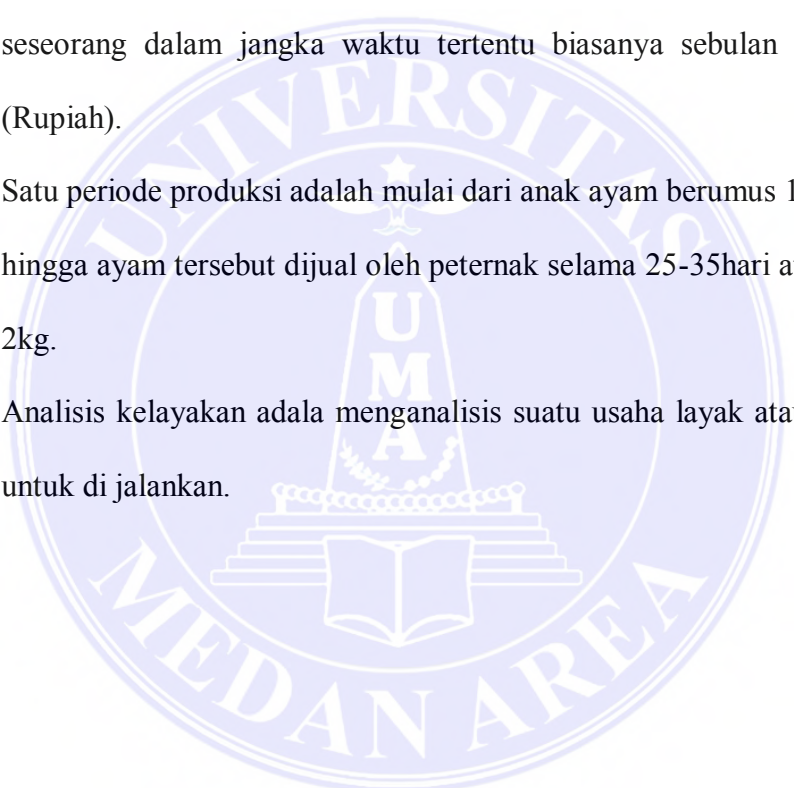 seseorang dalam jangka waktu tertentu biasanya sebulan
(Rupiah).
Satu periode produksi adalah mulai dari anak ayam berumus 1
hingga ayam tersebut dijual oleh peternak selama 25-35hari
2kg.
Analisis kelayakan adala menganalisis suatu usaha layak
untuk di jalankan.
UNIVERSITAS
UMA
MEDAN AREA